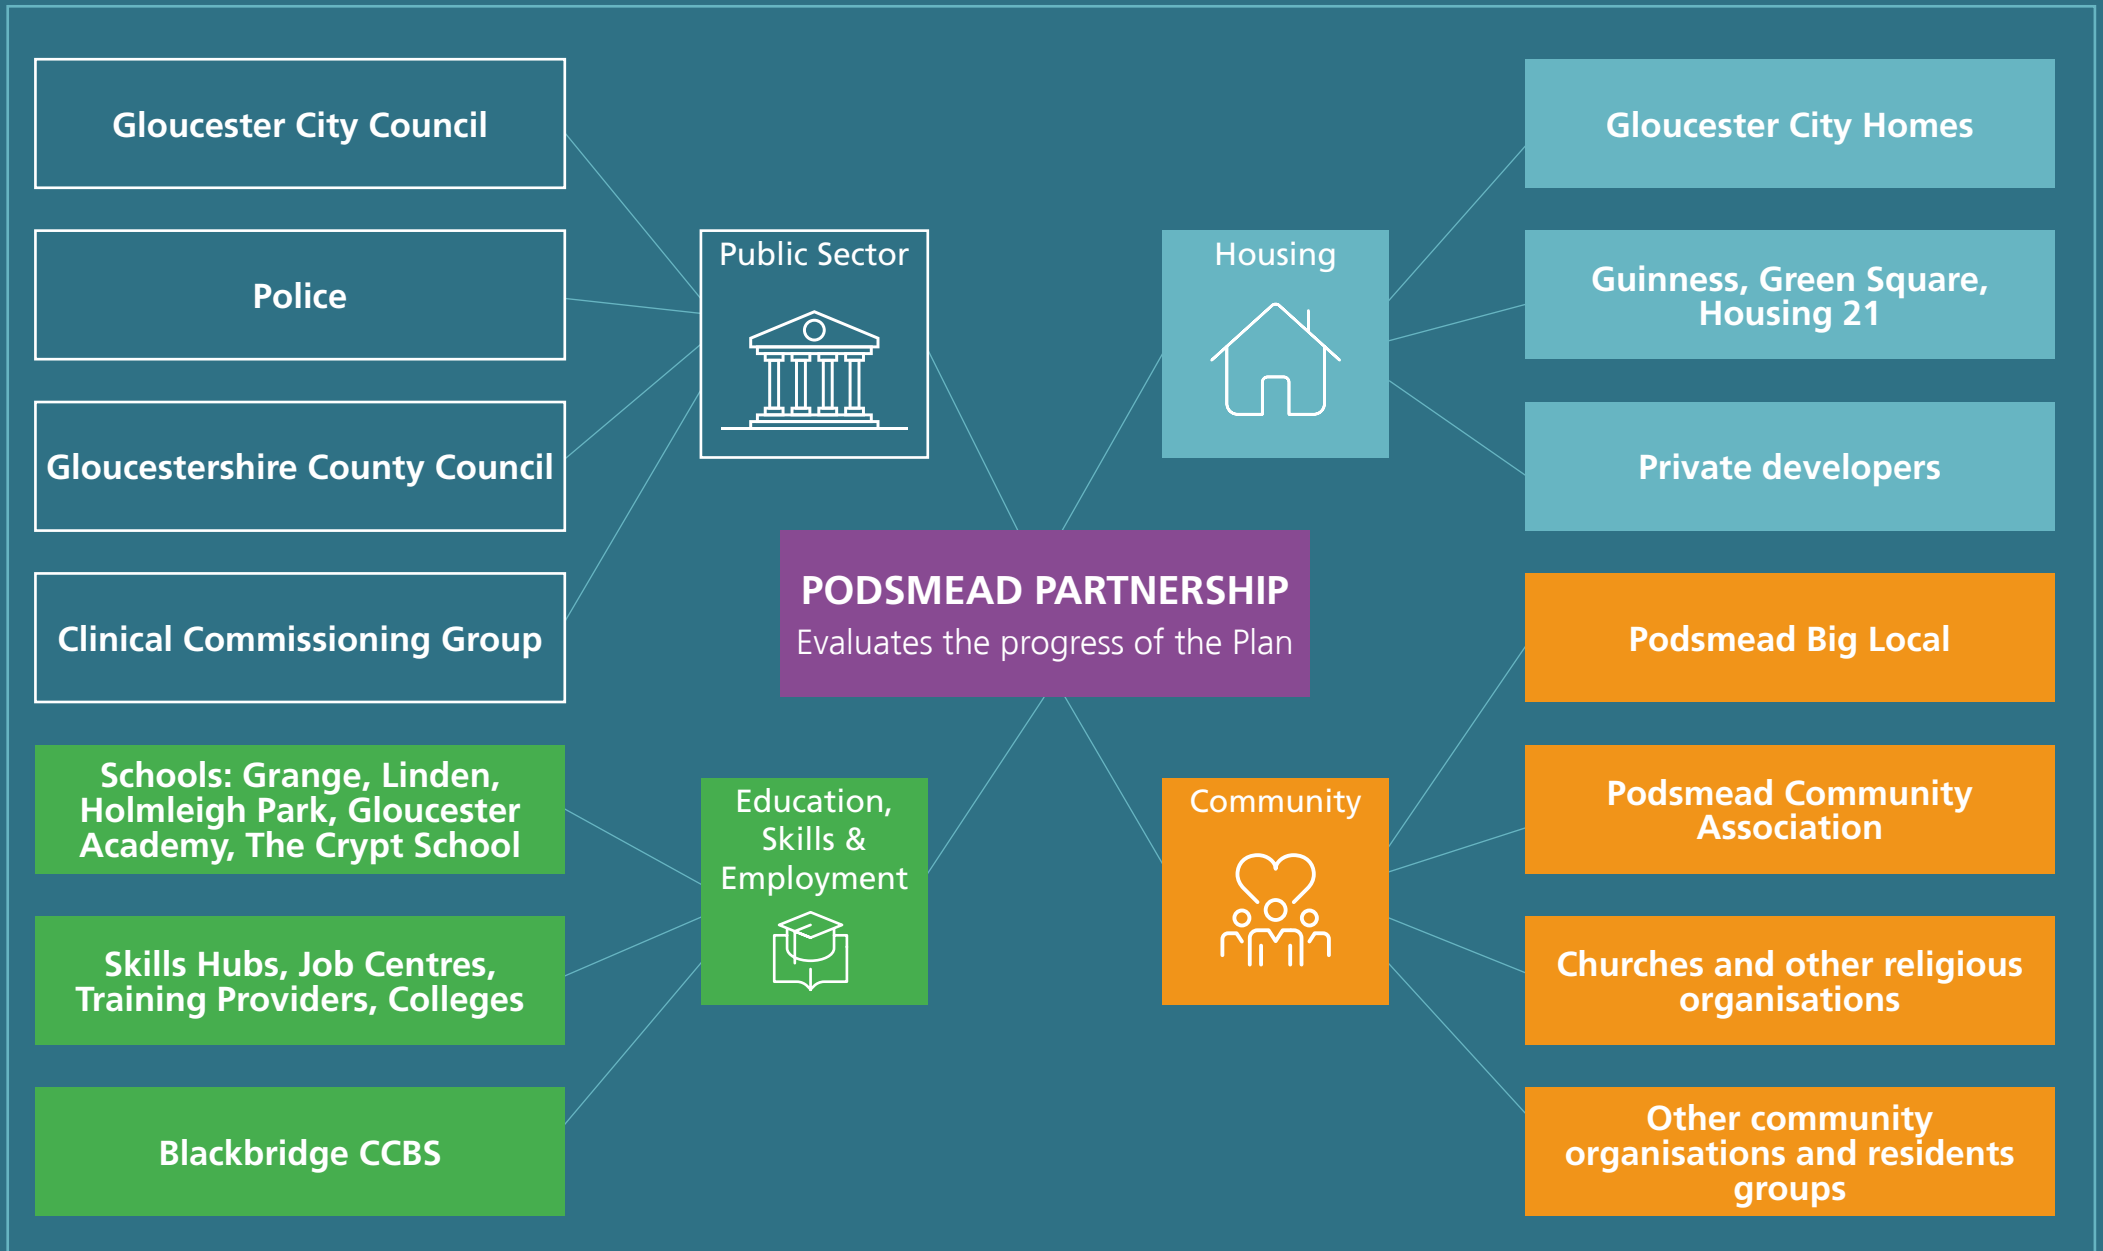 Gloucester City Council
Police
Gloucestershire County Council
Clinical Commissioning Group
Schools: Grange, Linden,
Holmleigh Park, Gloucester
Academy, The Crypt School
Skills Hubs, Job Centres,
Training Providers, Colleges
Blackbridge CCBS
Public Sector
Housing
PODSMEAD PARTNERSHIP
Evaluates the progress of the Plan
Education,
Skills &
Employment
Community
Gloucester City Homes
Guinness, Green Square,
Housing 21
Private developers
Podsmead Big Local
Podsmead Community
Association
Churches and other religious
organisations
Other community
organisations and residents
groups